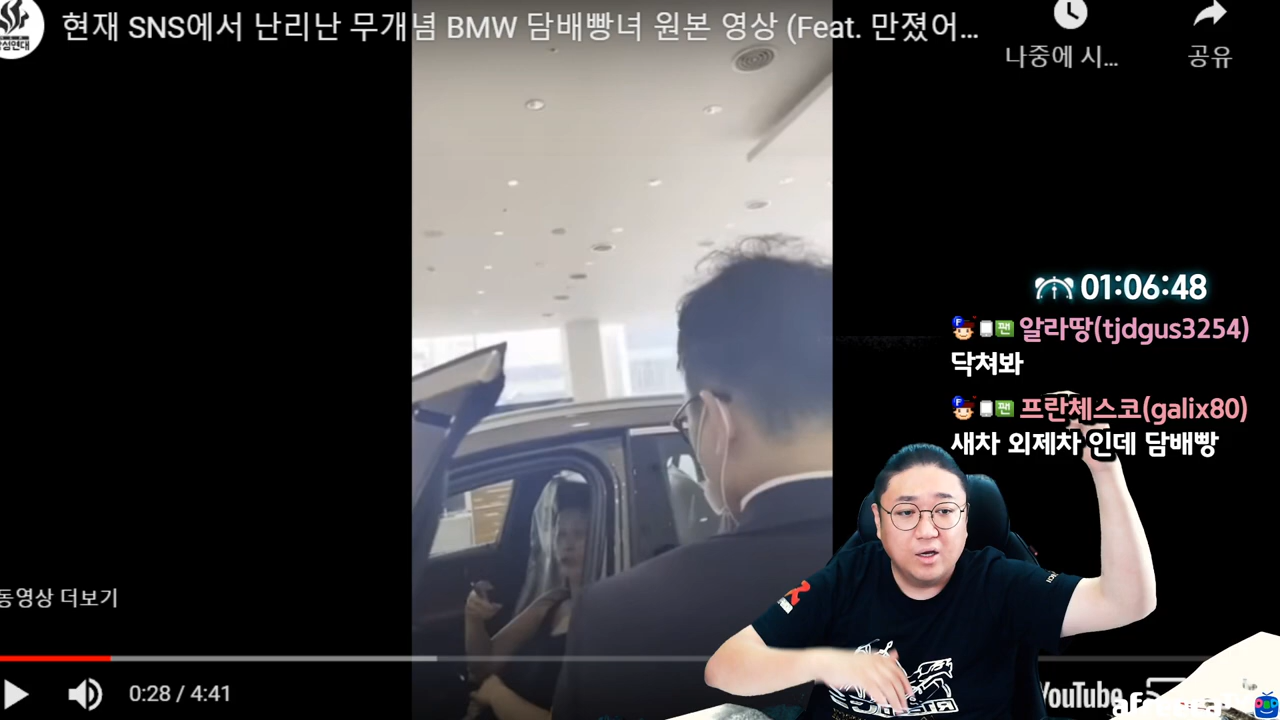 현재 SNS에서 난리난 무개념 BMW 담배빵녀 원본 영상 (Feat. 만졌어...
나중에 시...
공유
01:06:48
알라땅(tjdgus3254)
닥쳐봐
프란체스코(galix80)
새차 외제차 인데 담배빵
동영상 더보기
0:28 / 4:41
YouTube
afreecaTV